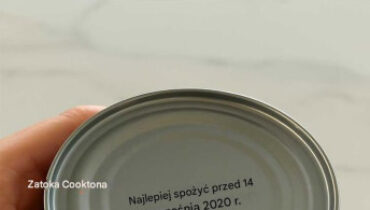 Najlepiej spożyć przed 14
2020 r.
Zatoka Cooktona